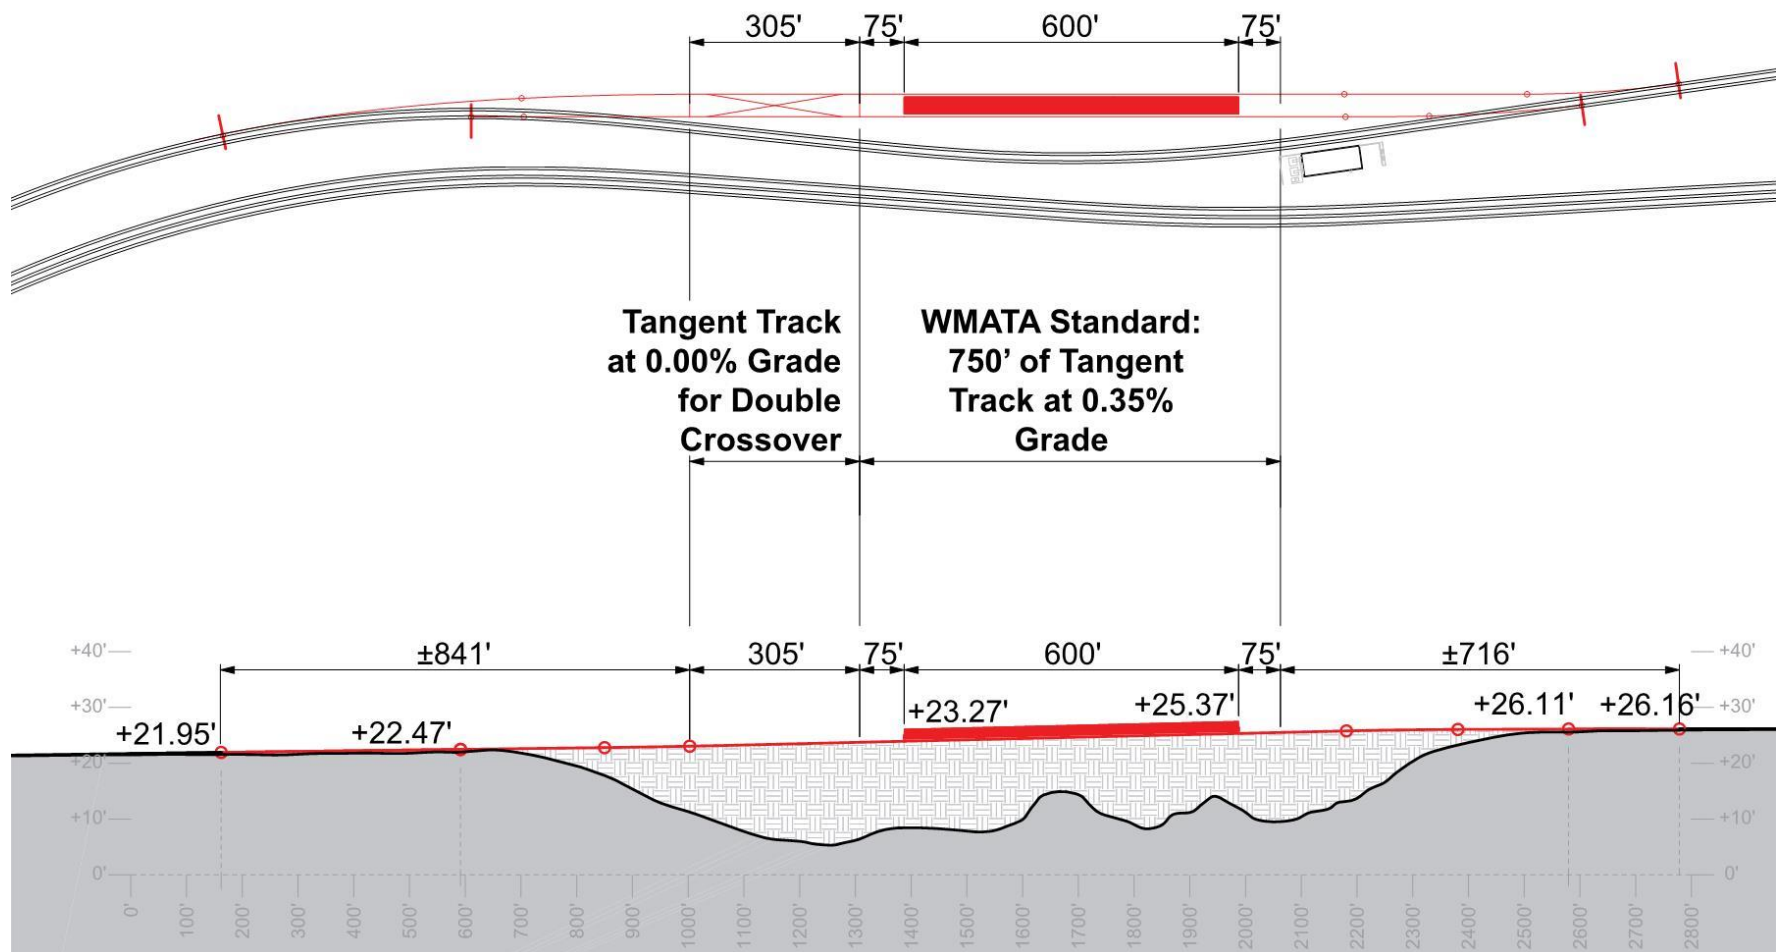 305' 75' 600' 75'
Tangent Track
at 0.00% Grade
for Double
Crossover
WMATA Standard:
750’ of Tangent
Track at 0.35%
Grade
+40' ±841' 305' 75' 600' 75' ±716' +40'
+30' +21.95' +22.47' +23.27' +25.37' +26.11' +26.16' +30'
+20' +20'
+10' +10'
0' 0'
0' 100' 200' 300' 400' 500' 600' 700' 800' 900' 1000' 1100' 1200' 1300' 1400' 1500' 1600' 1700' 1800' 1900' 2000' 2100' 2200' 2300' 2400' 2500' 2600' 2700' 2800'